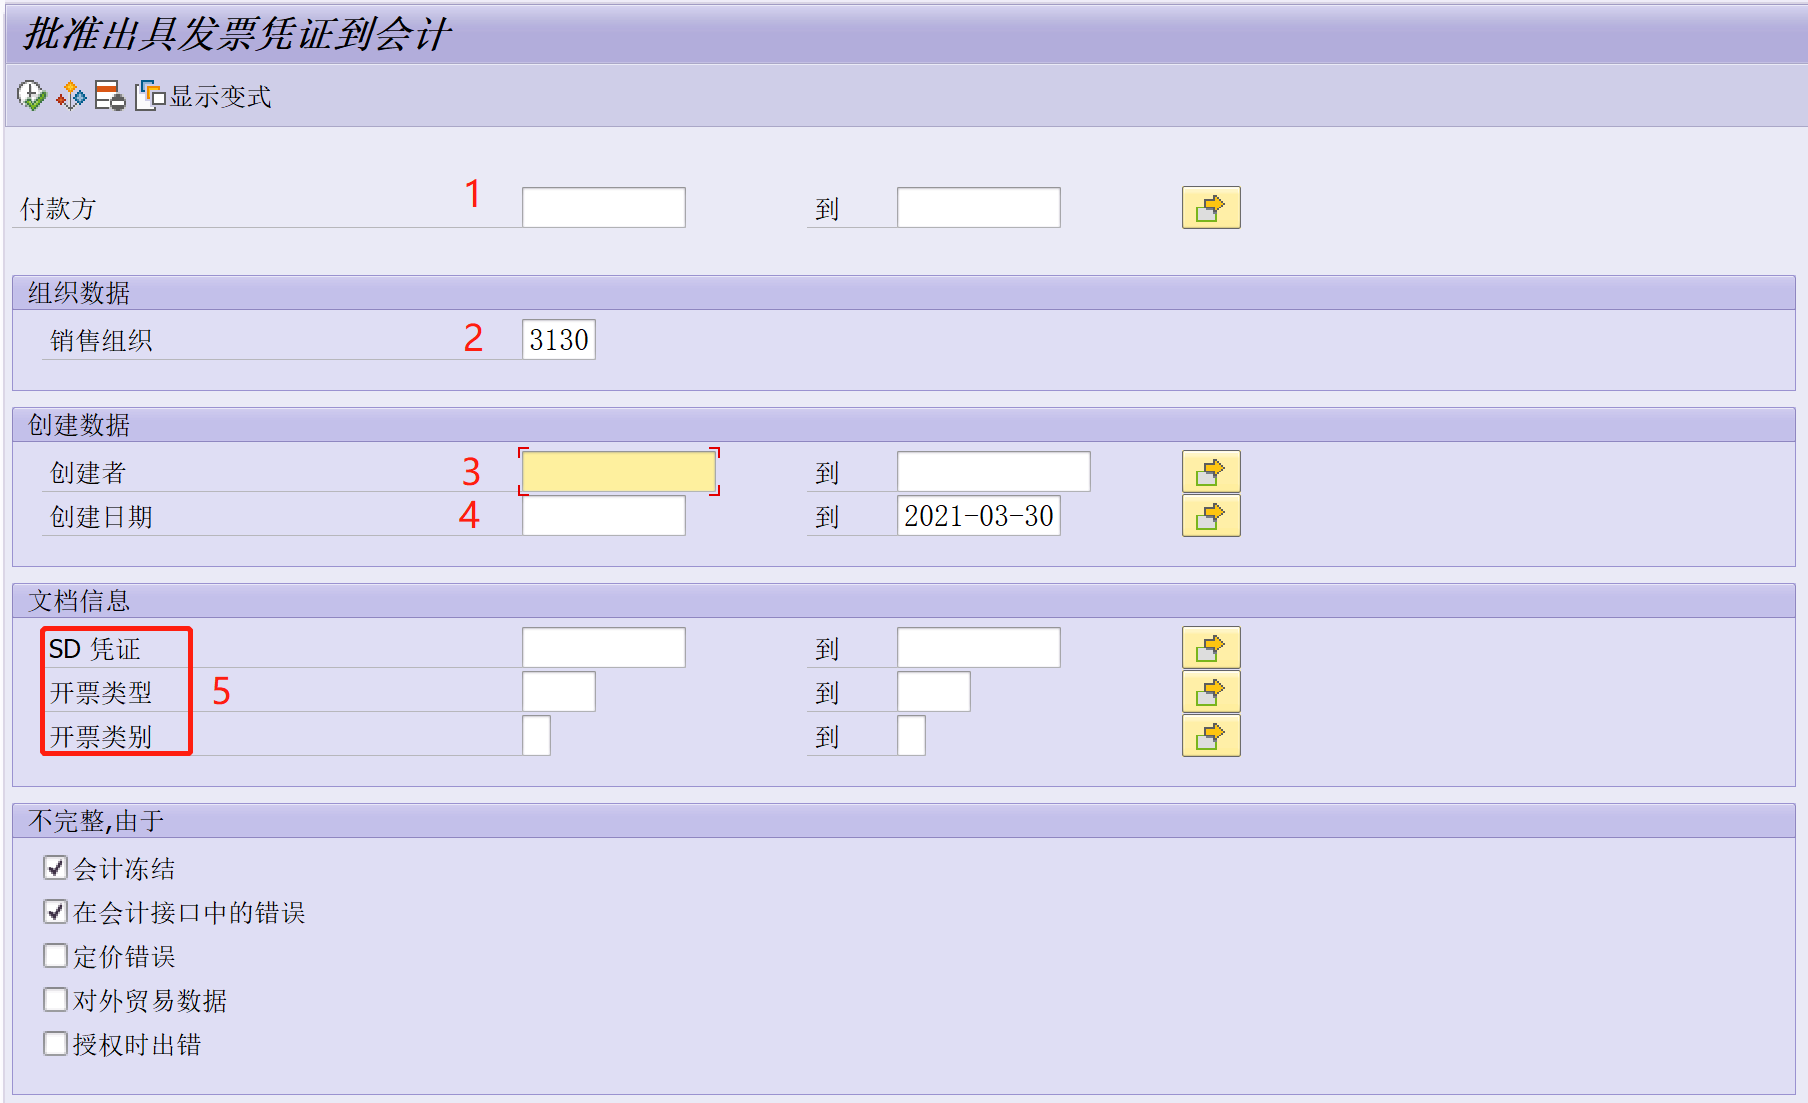 批准出具发票凭证到会计
显示变式
付款方 1 到
组织数据
销售组织 2 3130
创建数据
创建者 3 到
创建日期 4 到 2021-03-30
文档信息
SD 凭证 到
开票类型 5 到
开票类别 到
不完整,由于
会计冻结
在会计接口中的错误
定价错误
对外贸易数据
授权时出错